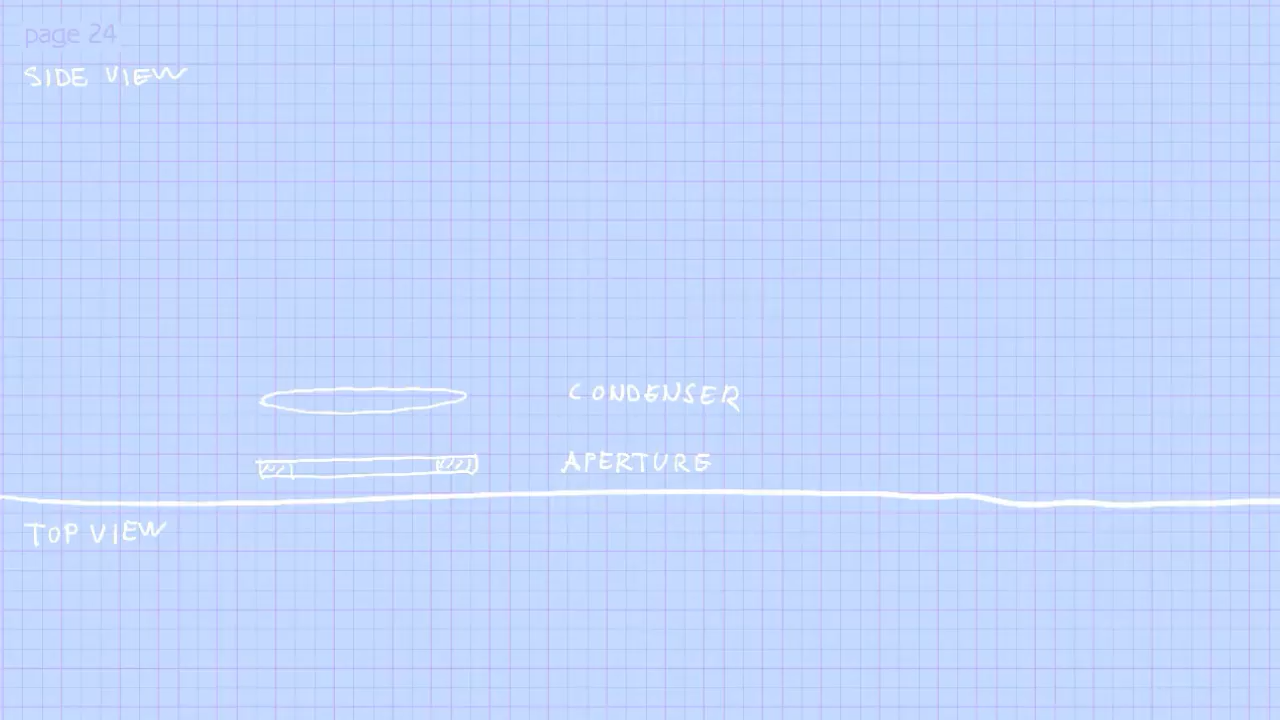 page 24
SIDE VIEW
CONDENSER
APERTURE
TOP VIEW